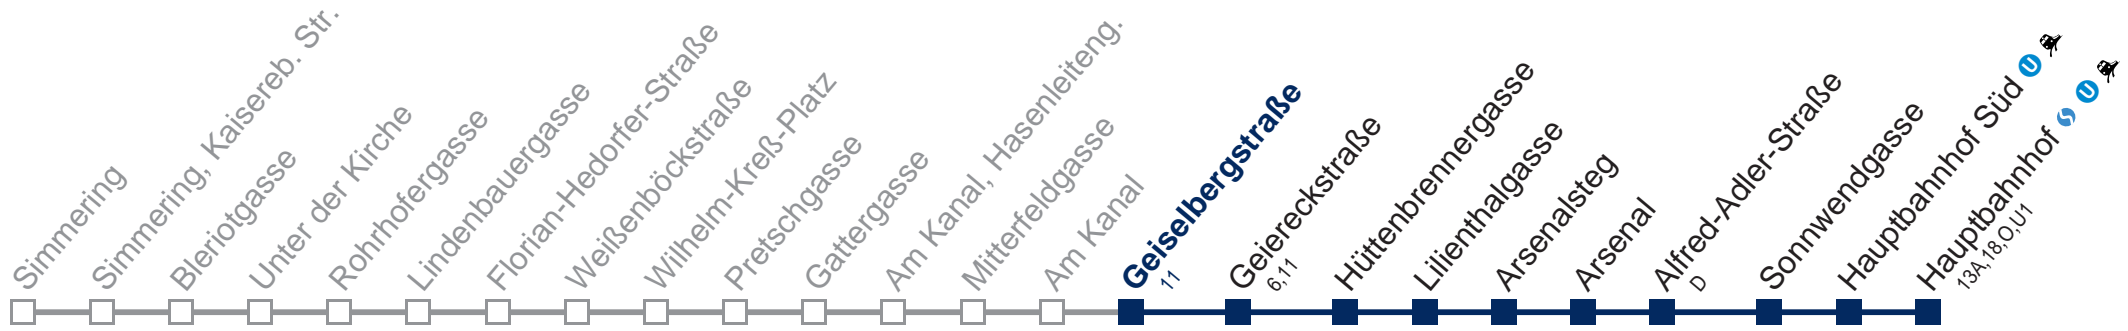 Simmering
Simmering, Kaisereb. Str.
Bleriotgasse
Unter der Kirche
Rohrhofergasse
Lindenbauergasse
Florian-Hedorfer-Straße
Weißenböckstraße
Wilhelm-Kreß-Platz
Pretschgasse
Gattergasse
Am Kanal, Hasenleiteng.
Mitterfeldgasse
Am Kanal
Geiselbergstraße
11
Geiereckstraße
6,11
Hüttenbrennergasse
Lilienthalgasse
Arsenalsteg
Arsenal
Alfred-Adler-Straße
D
Sonnwendgasse
Hauptbahnhof Süd U
Hauptbahnhof S U
13A,18,O,U1